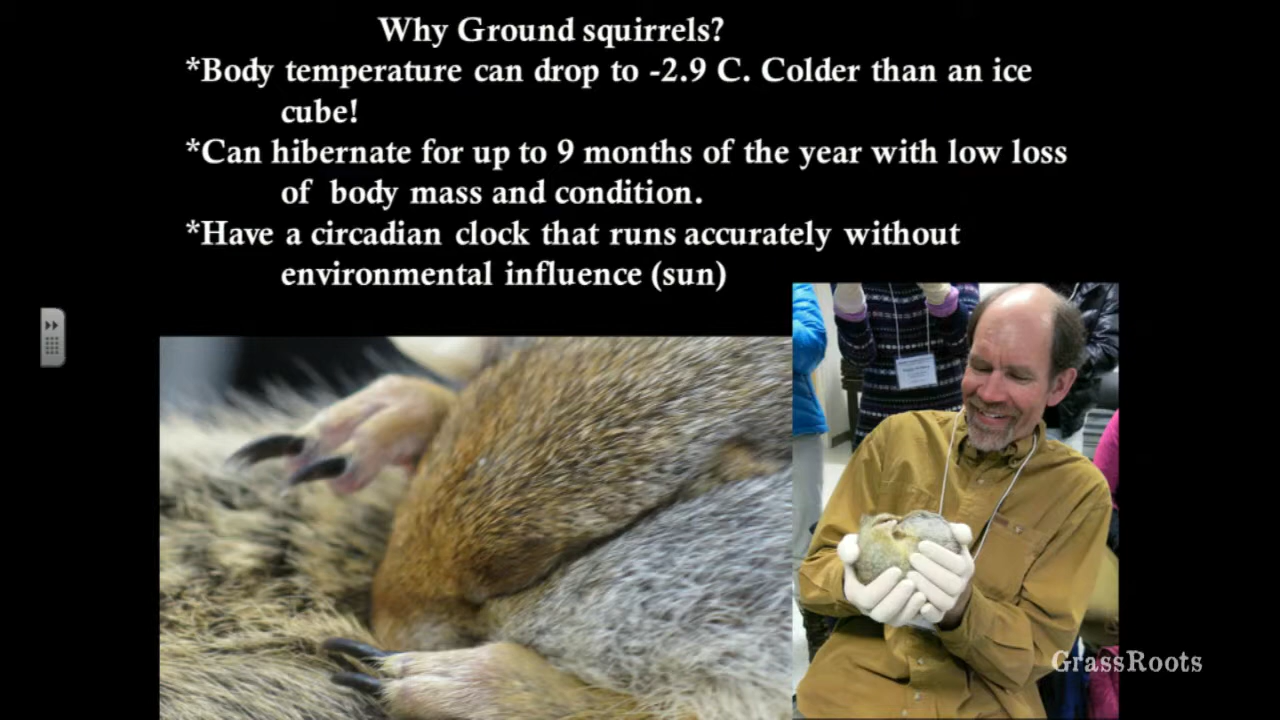 Why Ground squirrels?
*Body temperature can drop to -2.9 C. Colder than an ice
cube!
*Can hibernate for up to 9 months of the year with low loss
of body mass and condition.
*Have a circadian clock that runs accurately without
environmental influence (sun)
GrassRoots